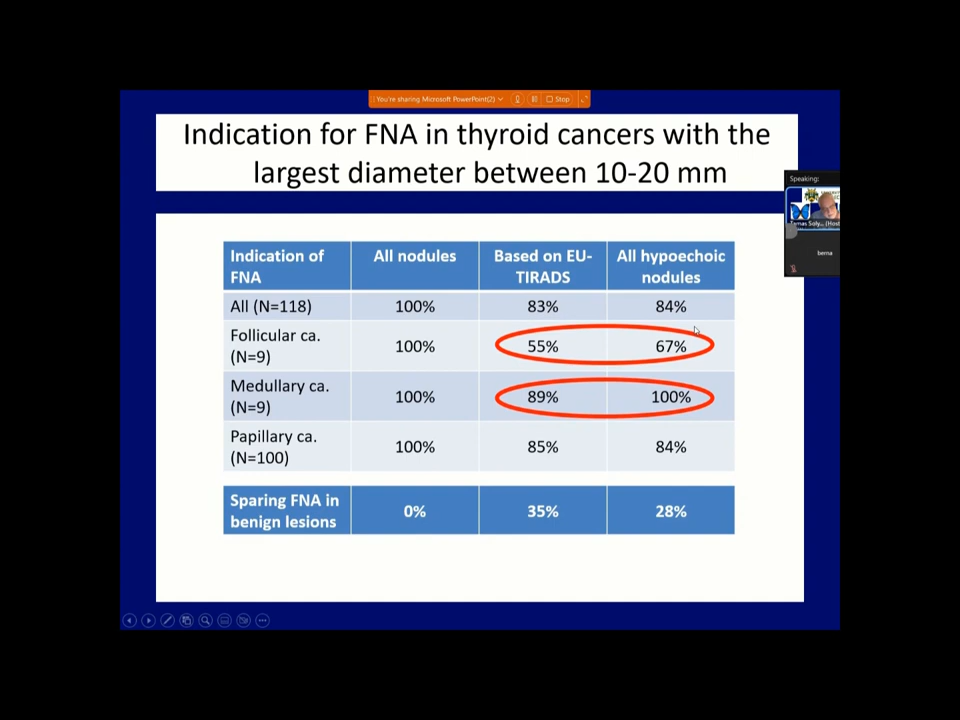 You're sharing Microsoft PowerPoint(2)
Stop
Indication for FNA in thyroid cancers with the
largest diameter between 10-20 mm
Speaking:
(Host
bema
Indication of
FNA
All nodules
Based on EU-
TIRADS
All hypoechoic
nodules
All (N=118)
100%
83%
84%
Follicular ca.
(N=9)
100%
55%
67%
Medullary ca.
(N=9)
100%
89%
100%
Papillary ca.
(N=100)
100%
85%
84%
Sparing FNA in
benign lesions
0%
35%
28%